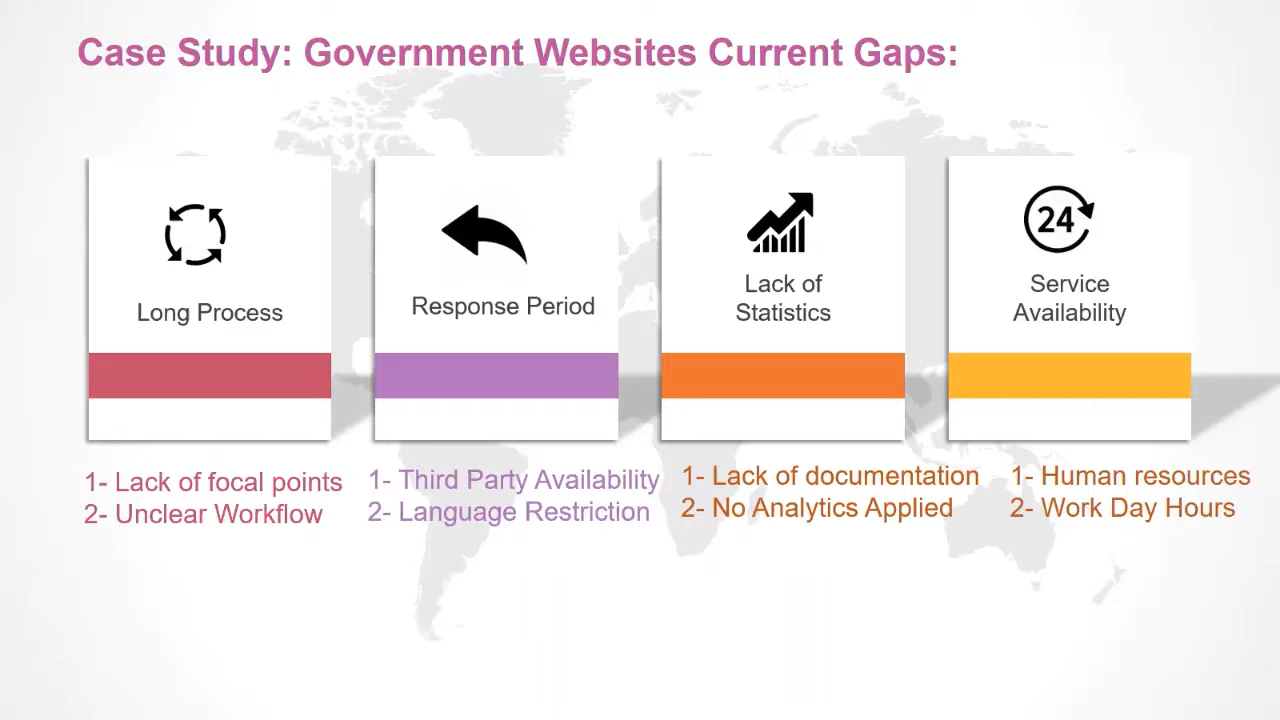 Case Study: Government Websites Current Gaps:
Long Process
Response Period
Lack of
Statistics
24
Service
Availability
1- Lack of focal points
2- Unclear Workflow
1- Third Party Availability
2- Language Restriction
1- Lack of documentation
2- No Analytics Applied
1- Human resources
2- Work Day Hours